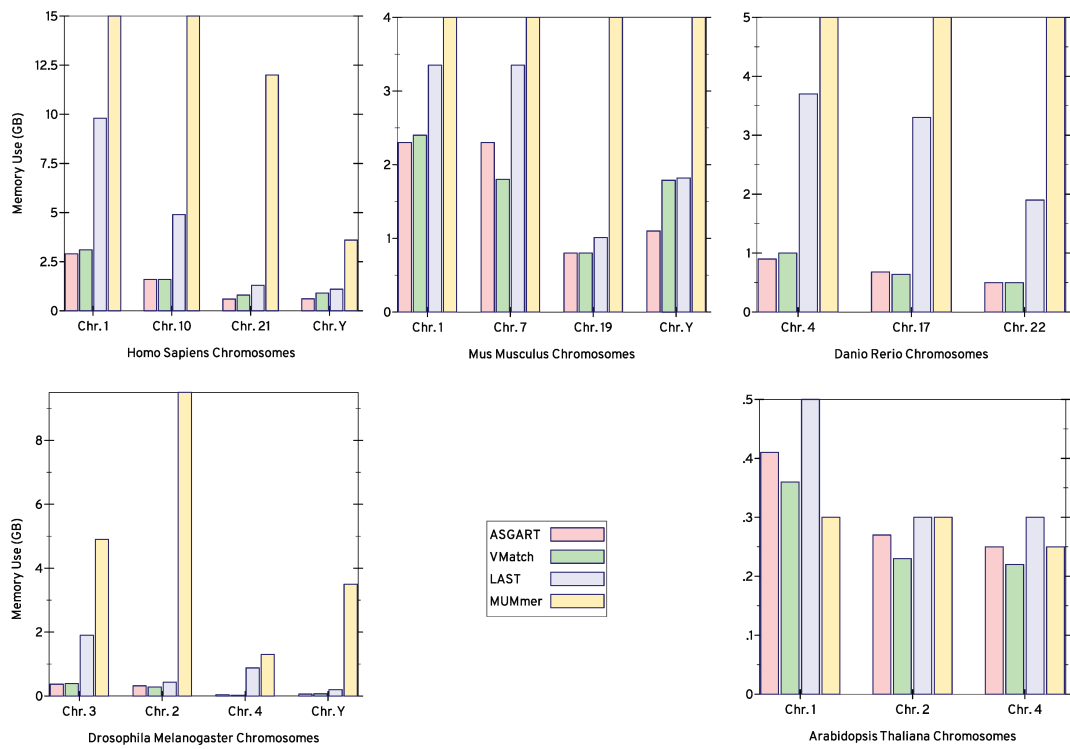 15
12.5
10
7.5
5
2.5
0
Memory Use (GB)
Chr. 1
Chr. 10
Chr. 21
Chr. Y
Homo Sapiens Chromosomes
4
3
2
1
0
Chr. 1
Chr. 7
Chr. 19
Chr. Y
Mus Musculus Chromosomes
5
4
3
2
1
0
Chr. 4
Chr. 17
Chr. 22
Danio Rerio Chromosomes
8
6
4
2
0
Memory Use (GB)
Chr. 3
Chr. 2
Chr. 4
Chr. Y
Drosophila Melanogaster Chromosomes
ASGART
VMatch
LAST
MUMmer
.5
.4
.3
.2
.1
0
Chr. 1
Chr. 2
Chr. 4
Arabidopsis Thaliana Chromosomes